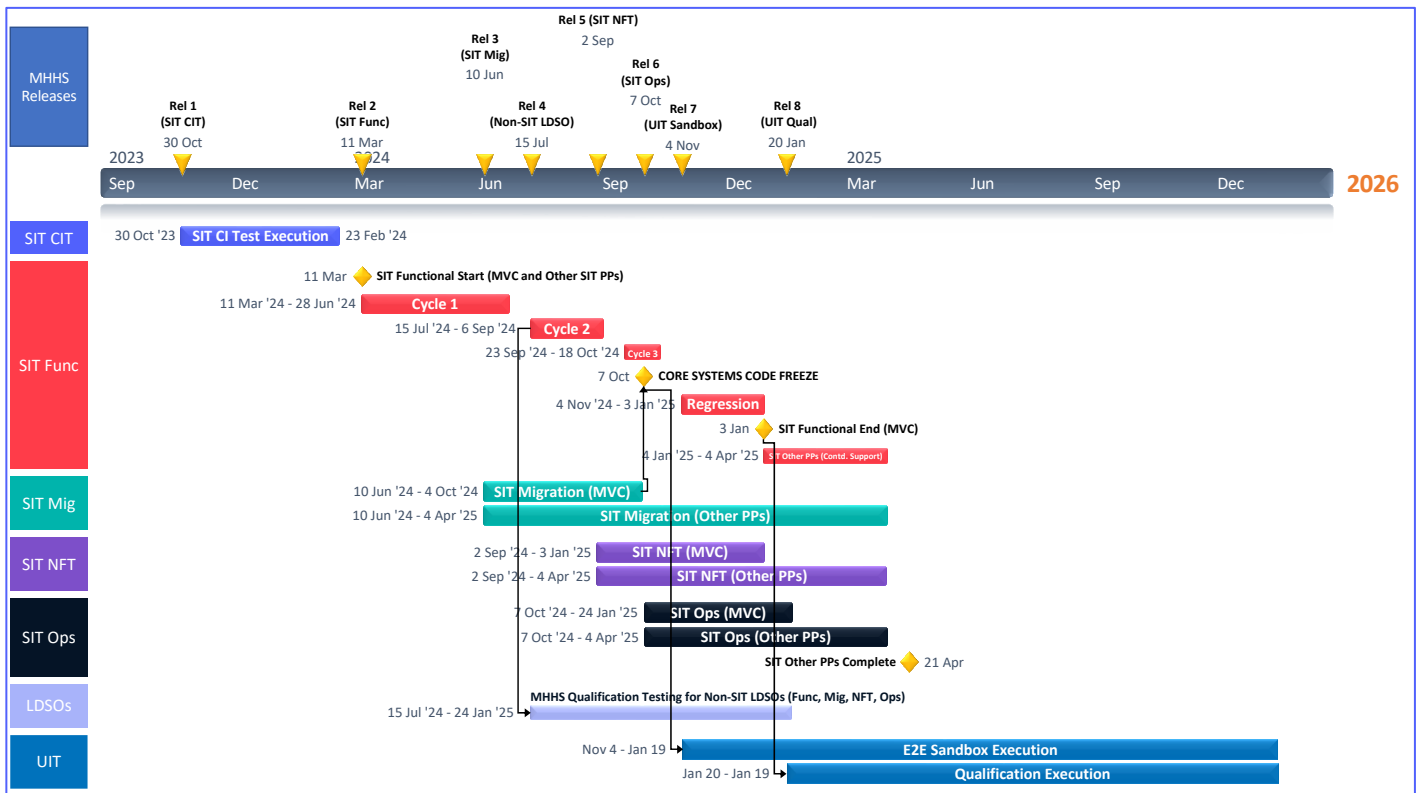 MHHS
Releases
Rel 1
(SIT CIT)
30 Oct
Rel 2
(SIT Func)
11 Mar
Rel 3
(SIT Mig)
10 Jun
Rel 4
(Non-SIT LDSO)
15 Jul
Rel 5 (SIT NFT)
2 Sep
Rel 6
(SIT Ops)
7 Oct
Rel 7
(UIT Sandbox)
4 Nov
Rel 8
(UIT Qual)
20 Jan
2023 2024 2025
Sep Dec Mar Jun Sep Dec Mar Jun Sep Dec 2026
SIT CIT
30 Oct '23 SIT CI Test Execution 23 Feb '24
SIT Func
11 Mar SIT Functional Start (MVC and Other SIT PPs)
11 Mar '24 - 28 Jun '24 Cycle 1
15 Jul '24 - 6 Sep '24 Cycle 2
23 Sep '24 - 18 Oct '24 Cycle 3
7 Oct CORE SYSTEMS CODE FREEZE
4 Nov '24 - 3 Jan '25 Regression
3 Jan SIT Functional End (MVC)
4 Jan '25 - 4 Apr '25 SIT Other PPs (Contd. Support)
SIT Mig
10 Jun '24 - 4 Oct '24 SIT Migration (MVC)
10 Jun '24 - 4 Apr '25 SIT Migration (Other PPs)
SIT NFT
2 Sep '24 - 3 Jan '25 SIT NFT (MVC)
2 Sep '24 - 4 Apr '25 SIT NFT (Other PPs)
SIT Ops
7 Oct '24 - 24 Jan '25 SIT Ops (MVC)
7 Oct '24 - 4 Apr '25 SIT Ops (Other PPs)
SIT Other PPs Complete 21 Apr
LDSOs
MHHS Qualification Testing for Non-SIT LDSOs (Func, Mig, NFT, Ops)
15 Jul '24 - 24 Jan '25
UIT
Nov 4 - Jan 19 E2E Sandbox Execution
Jan 20 - Jan 19 Qualification Execution